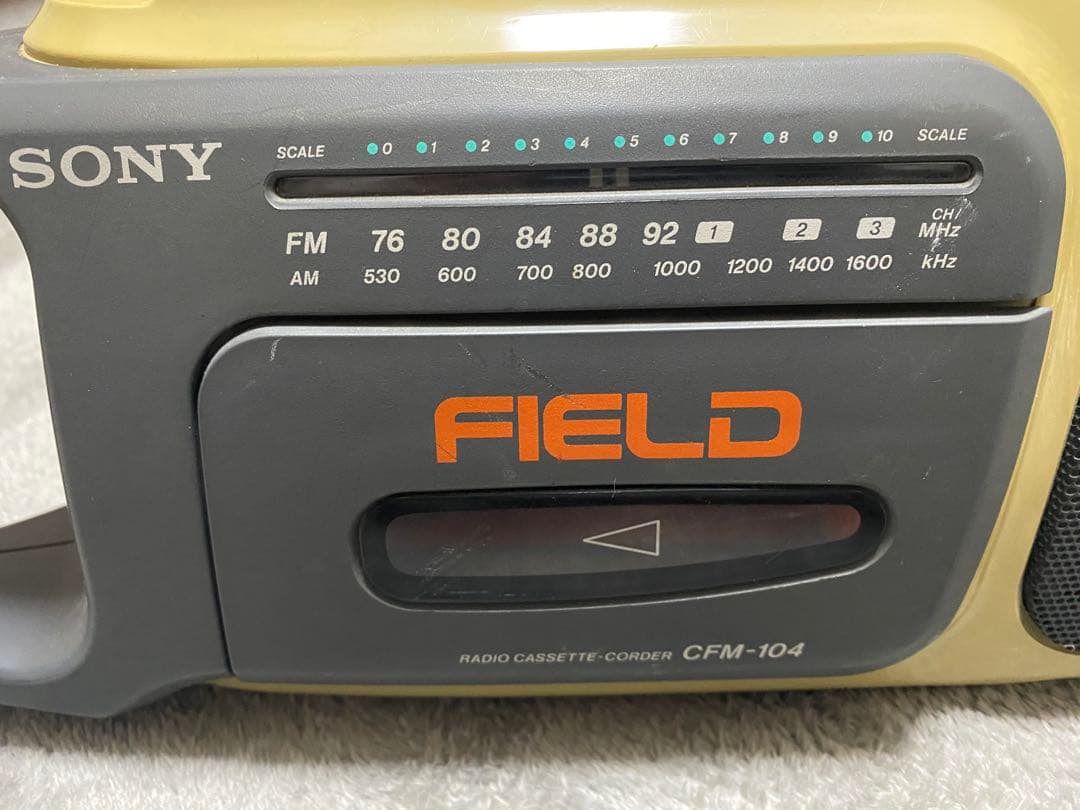 SONY
SCALE 0 1 2 3 4 5 6 7 8 9 10 SCALE
FM 76 80 84 88 92 1 2 3 CH/MHz
AM 530 600 700 800 1000 1200 1400 1600 kHz
FIELD
RADIO CASSETTE-CORDER CFM-104